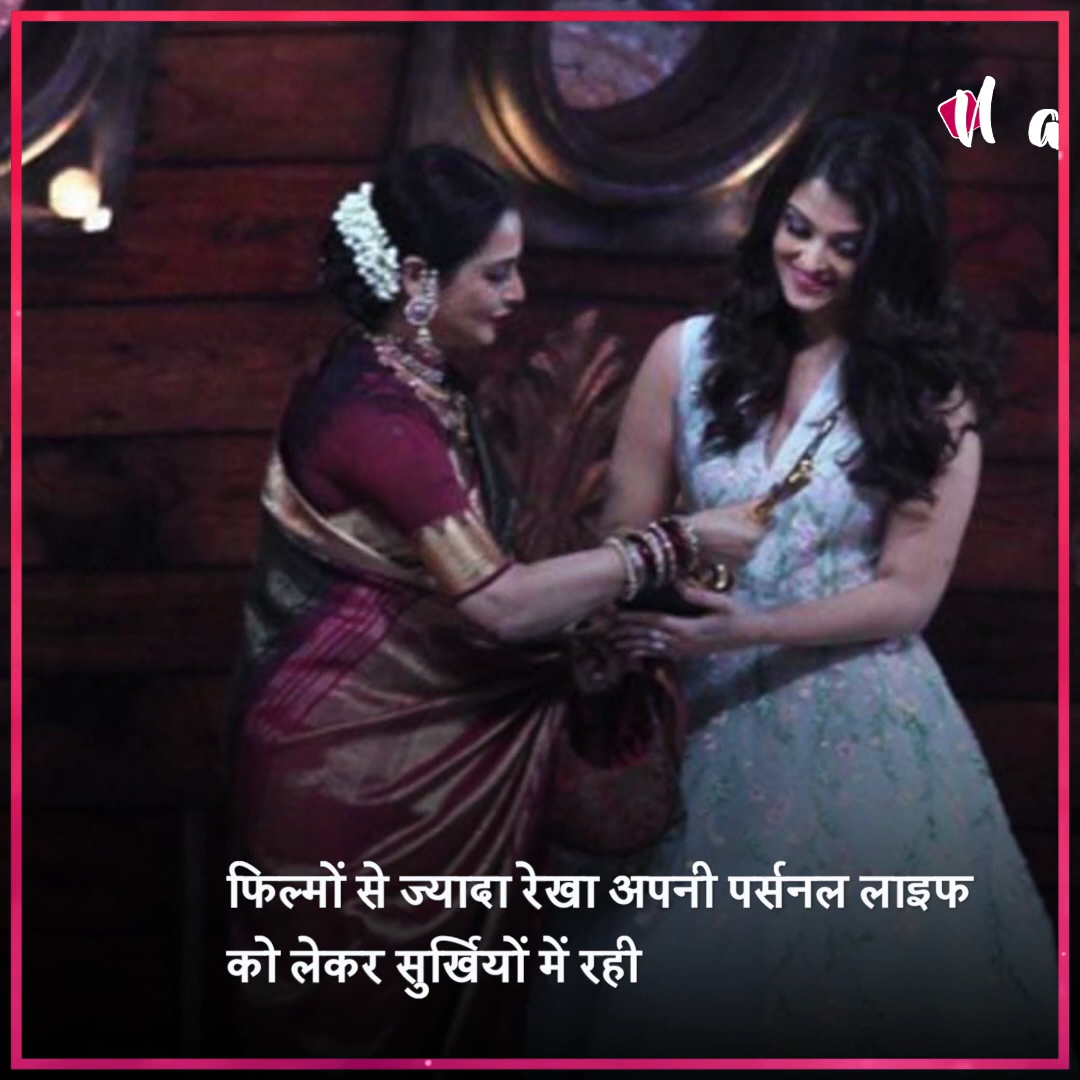 फिल्मों से ज्यादा रेखा अपनी पर्सनल लाइफ
को लेकर सुर्खियों में रही